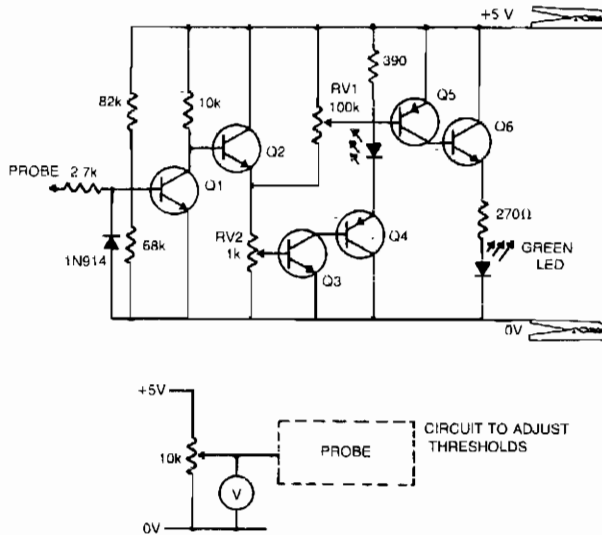 +5 V
390
82k
10k
RV1
100k
Q5
Q6
Q2
PROBE 2.7k
Q1
270Ω
RV2
1k
Q4
68k
1N914
Q3
GREEN
LED
0V
+5V
CIRCUIT TO ADJUST
THRESHOLDS
PROBE
10k
V
0V